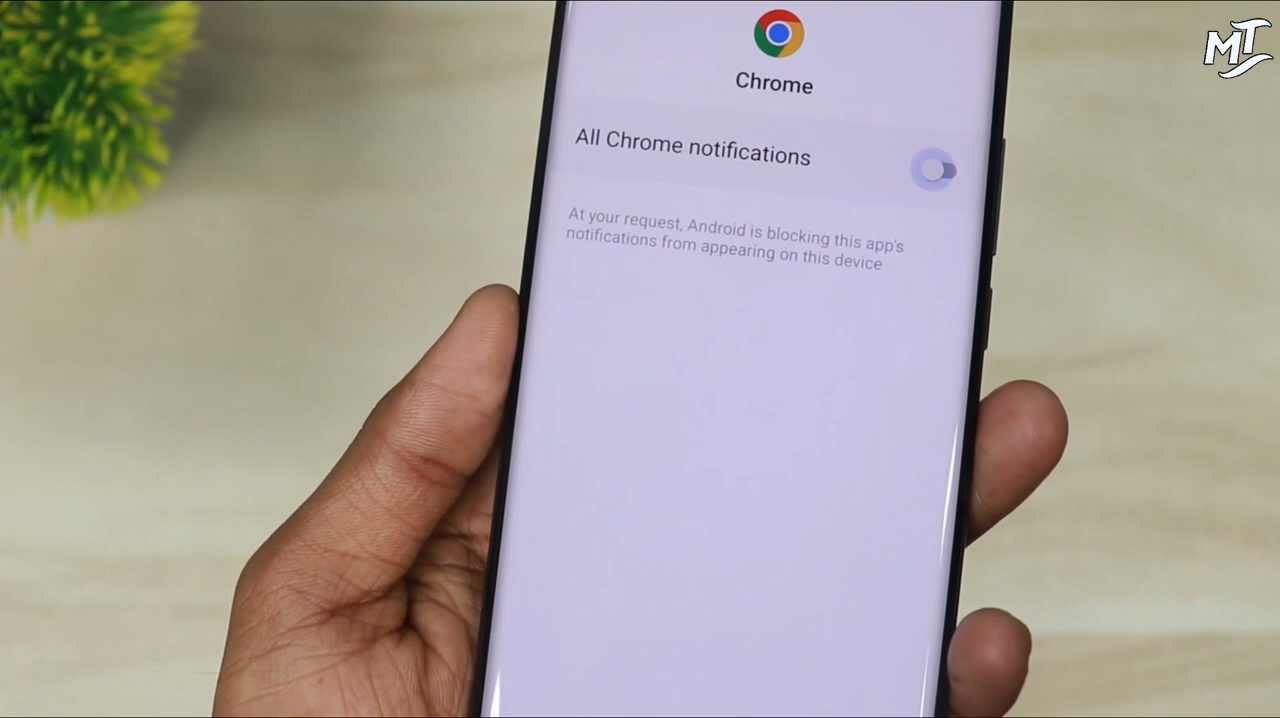 MT
Chrome
All Chrome notifications
At your request, Android is blocking this app's
notifications from appearing on this device